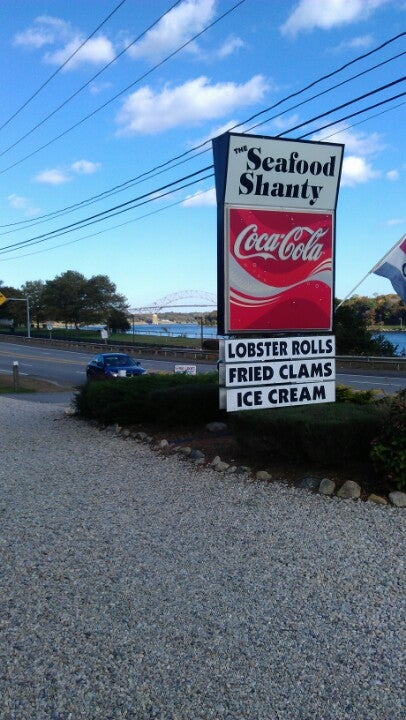 THE
Seafood
Shanty
Coca-Cola
LOBSTER ROLLS
FRIED CLAMS
ICE CREAM